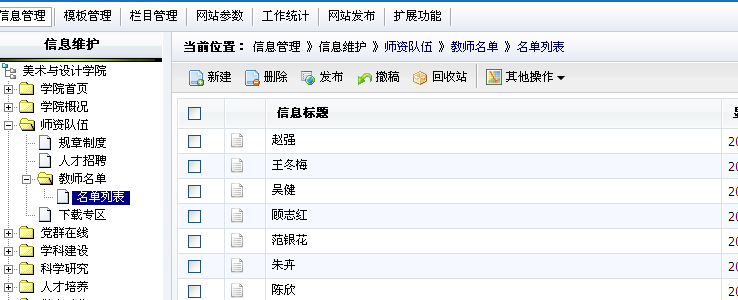 信息管理 模板管理 栏目管理 网站参数 工作统计 网站发布 扩展功能
信息维护
当前位置： 信息管理 》信息维护 》师资队伍 》教师名单 》名单列表
美术与设计学院
学院首页
学院概况
师资队伍
规章制度
人才招聘
教师名单
名单列表
下载专区
党群在线
学科建设
科学研究
人才培养
新建 删除 发布 撤稿 回收站 其他操作
信息标题
赵强 20
王冬梅 20
吴健 20
顾志红 20
范银花 20
朱卉 20
陈欣 20